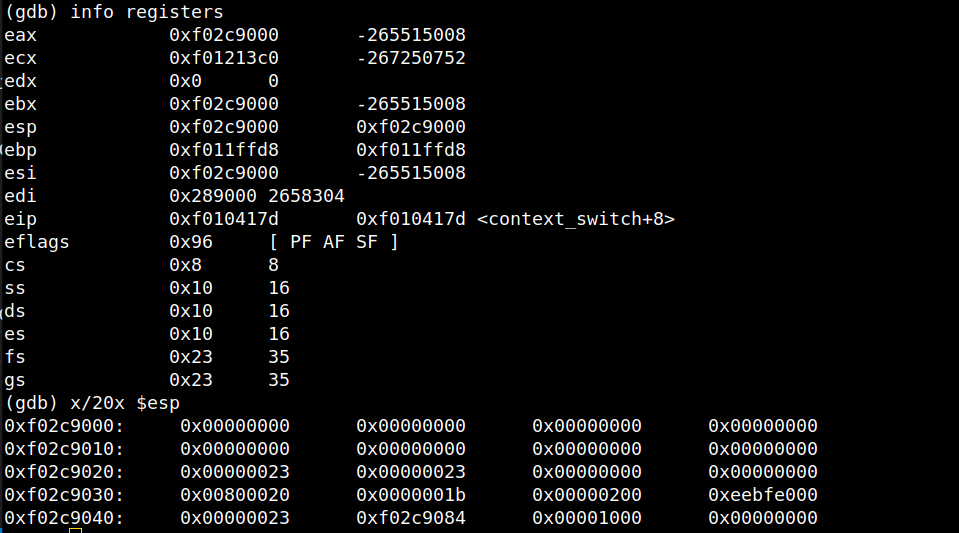 (gdb) info registers
eax            0xf02c9000       -265515008
ecx            0xf01213c0       -267250752
edx            0x0      0
ebx            0xf02c9000       -265515008
esp            0xf02c9000       0xf02c9000
ebp            0xf011ffd8       0xf011ffd8
esi            0xf02c9000       -265515008
edi            0x289000 2658304
eip            0xf010417d       0xf010417d <context_switch+8>
eflags         0x96     [ PF AF SF ]
cs             0x8      8
ss             0x10     16
ds             0x10     16
es             0x10     16
fs             0x23     35
gs             0x23     35
(gdb) x/20x $esp
0xf02c9000:     0x00000000      0x00000000      0x00000000      0x00000000
0xf02c9010:     0x00000000      0x00000000      0x00000000      0x00000000
0xf02c9020:     0x00000023      0x00000023      0x00000000      0x00000000
0xf02c9030:     0x00800020      0x0000001b      0x00000200      0xeebfe000
0xf02c9040:     0x00000023      0xf02c9084      0x00001000      0x00000000